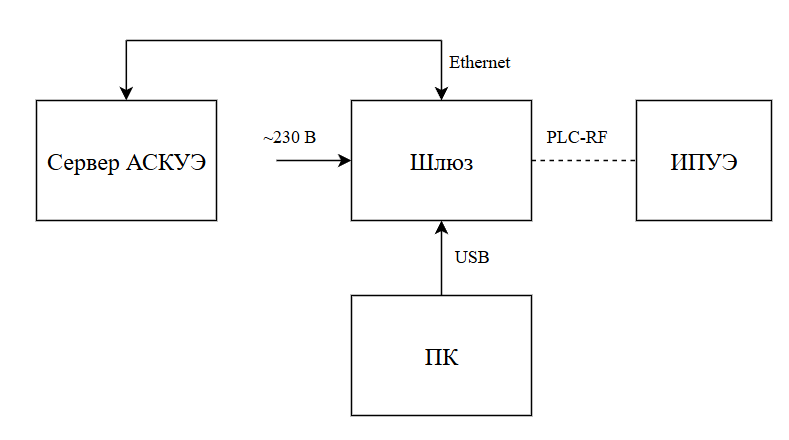 Ethernet
Сервер АСКУЭ
~230 В
Шлюз
PLC-RF
ИПУЭ
USB
ПК